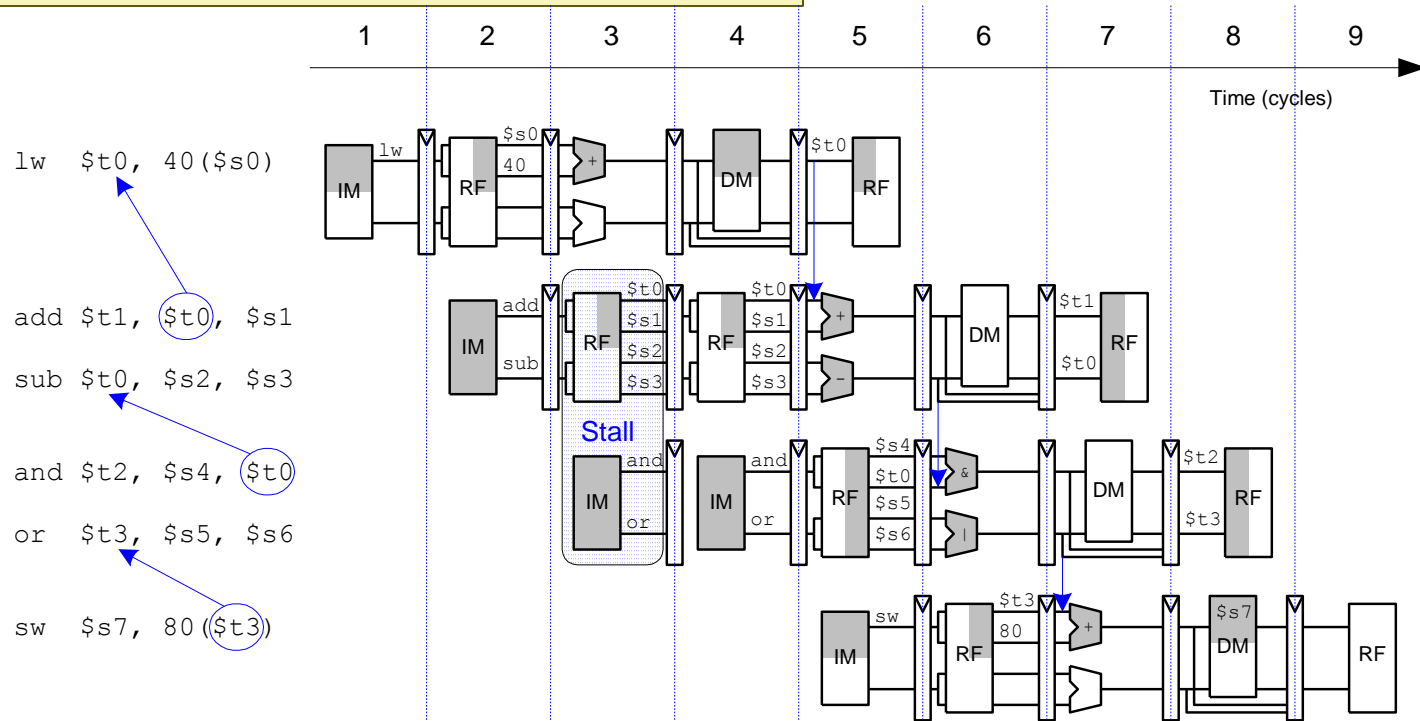 1 2 3 4 5 6 7 8 9
Time (cycles)
lw $t0, 40($s0)
IM lw RF $s0 40 + DM $t0 RF
add $t1, $t0, $s1
sub $t0, $s2, $s3
IM add sub RF $t0 $s1 $s2 $s3 RF $t0 $s1 $s2 $s3 + - DM $t1 $t0 RF
Stall
and $t2, $s4, $t0
or $t3, $s5, $s6
IM and or IM and or RF $s4 $t0 $s5 $s6 & | DM $t2 $t3 RF
sw $s7, 80($t3)
IM sw RF $t3 80 + $s7 DM RF